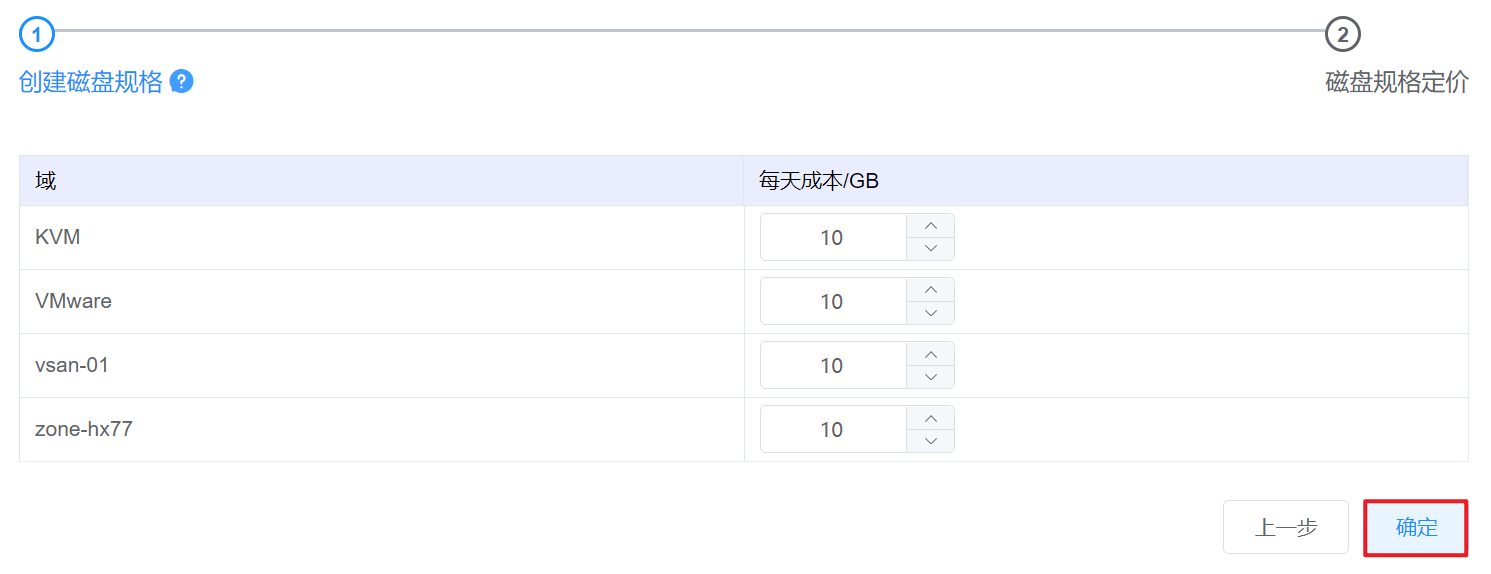 1
2
创建磁盘规格 ?
磁盘规格定价
域 每天成本/GB
KVM 10
VMware 10
vsan-01 10
zone-hx77 10
上一步 确定